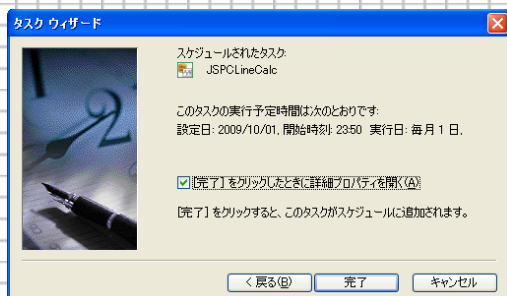 タスク ウィザード
スケジュールされたタスク:
JSPCLineCalc
このタスクの実行予定時間は次のとおりです:
設定日: 2009/10/01, 開始時刻: 23:50 実行日: 毎月 1 日,
[完了] をクリックしたときに詳細プロパティを開く(A)
[完了] をクリックすると、このタスクがスケジュールに追加されます。
< 戻る(B)
完了
キャンセル